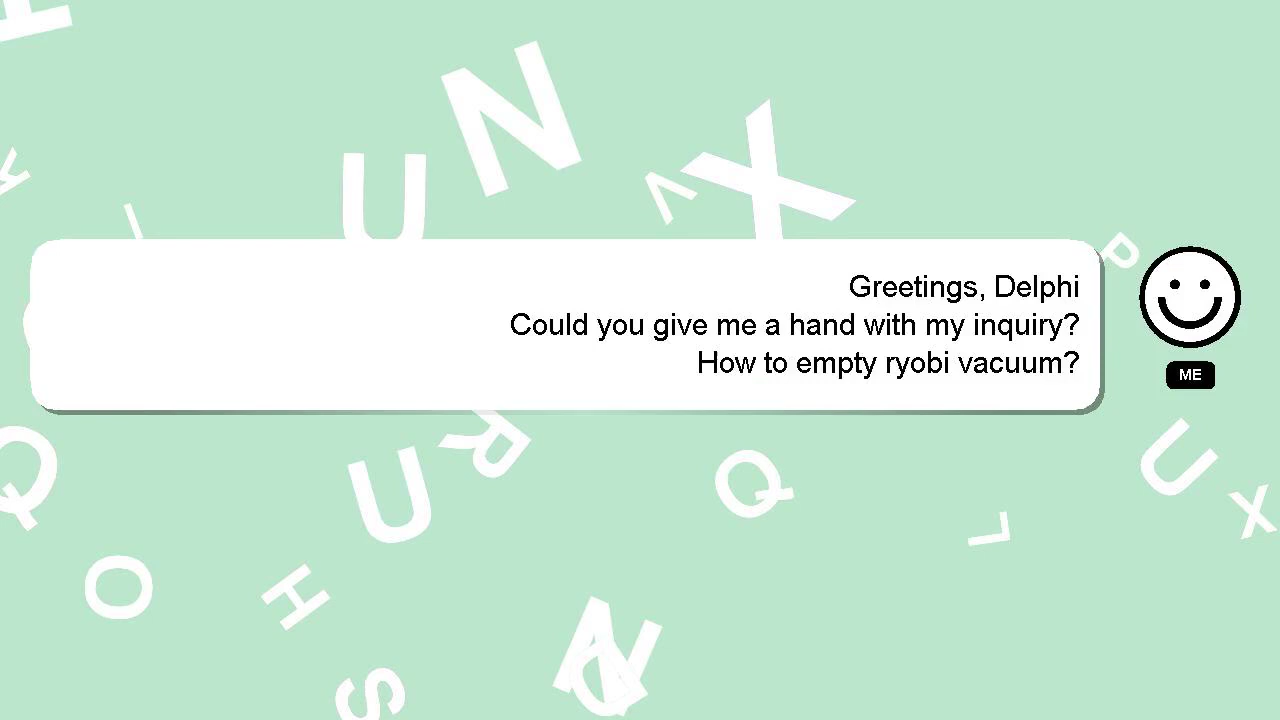 Greetings, Delphi
Could you give me a hand with my inquiry?
How to empty ryobi vacuum?
ME
N
U
X
V
P
R
U
Q
Q
U
X
L
O
H
N
S